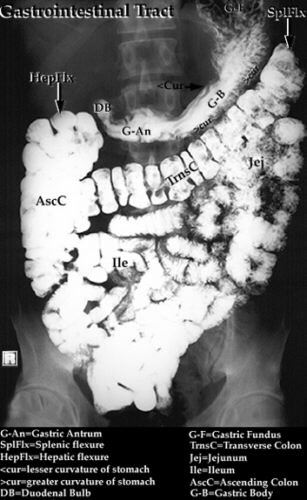 Gastrointestinal Tract
G-F
SplFlx
HepFlx
<Cur
>cur
DB
G-B
G-An
>cur
TrnsC
Jej
AscC
Ile
R
G-An=Gastric Antrum
SplFlx=Splenic flexure
HepFlx=Hepatic flexure
<cur=lesser curvature of stomach
>cur=greater curvature of stomach
DB=Duodenal Bulb
G-F=Gastric Fundus
TrnsC=Transverse Colon
Jej=Jejunum
Ile=Ileum
AscC=Ascending Colon
G-B=Gastric Body